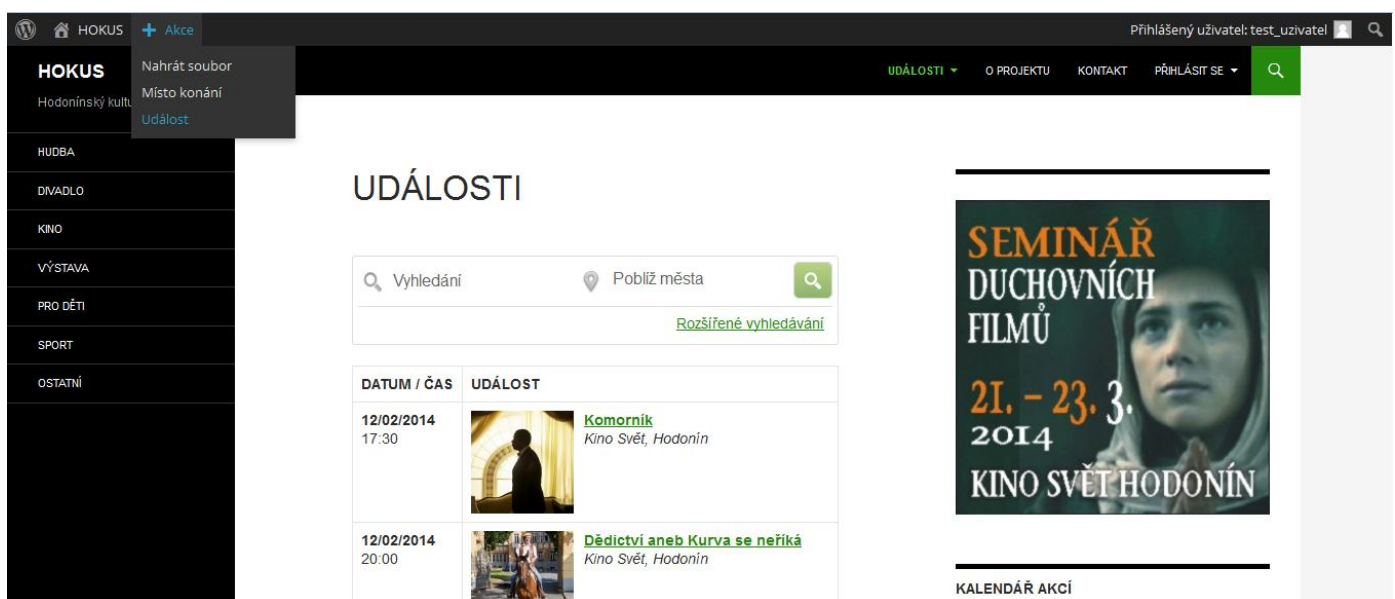 HOKUS
Akce
Přihlášený uživatel: test_uzivatel
Nahrát soubor
Místo konání
Událost
HOKUS
Hodonínský
UDÁLOSTI
O PROJEKTU
KONTAKT
PŘIHLÁSIT SE
HUDBA
DIVADLO
KINO
VÝSTAVA
PRO DĚTI
SPORT
OSTATNÍ
UDÁLOSTI
Vyhledání
Poblíž města
Rozšířené vyhledávání
DATUM / ČAS
UDÁLOST
12/02/2014
17:30
Komorník
Kino Svět, Hodonín
12/02/2014
20:00
Dědictví aneb Kurva se neříká
Kino Svět, Hodonín
SEMINÁŘ
DUCHOVNÍCH
FILMŮ
21. – 23. 3.
2014
KINO SVĚT HODONÍN
KALENDÁŘ AKCÍ